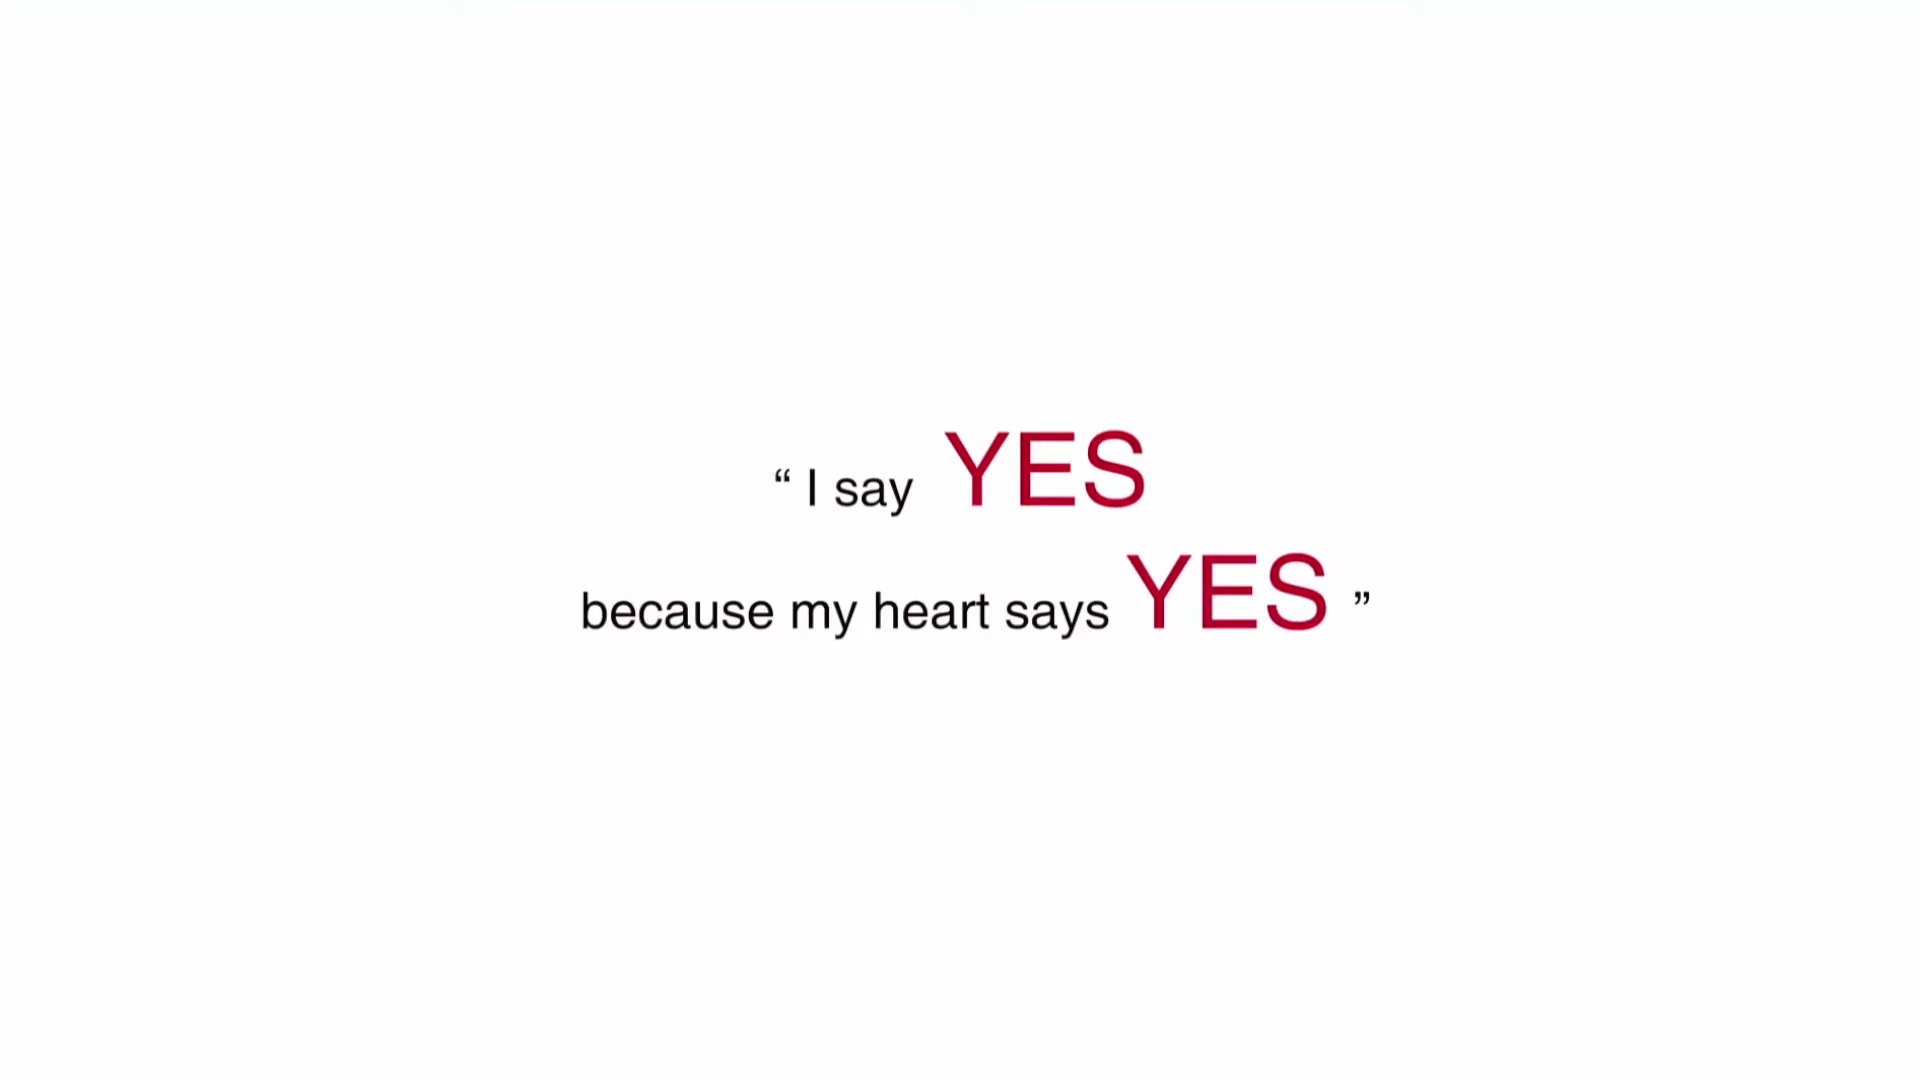 “ I say YES
because my heart says YES ”